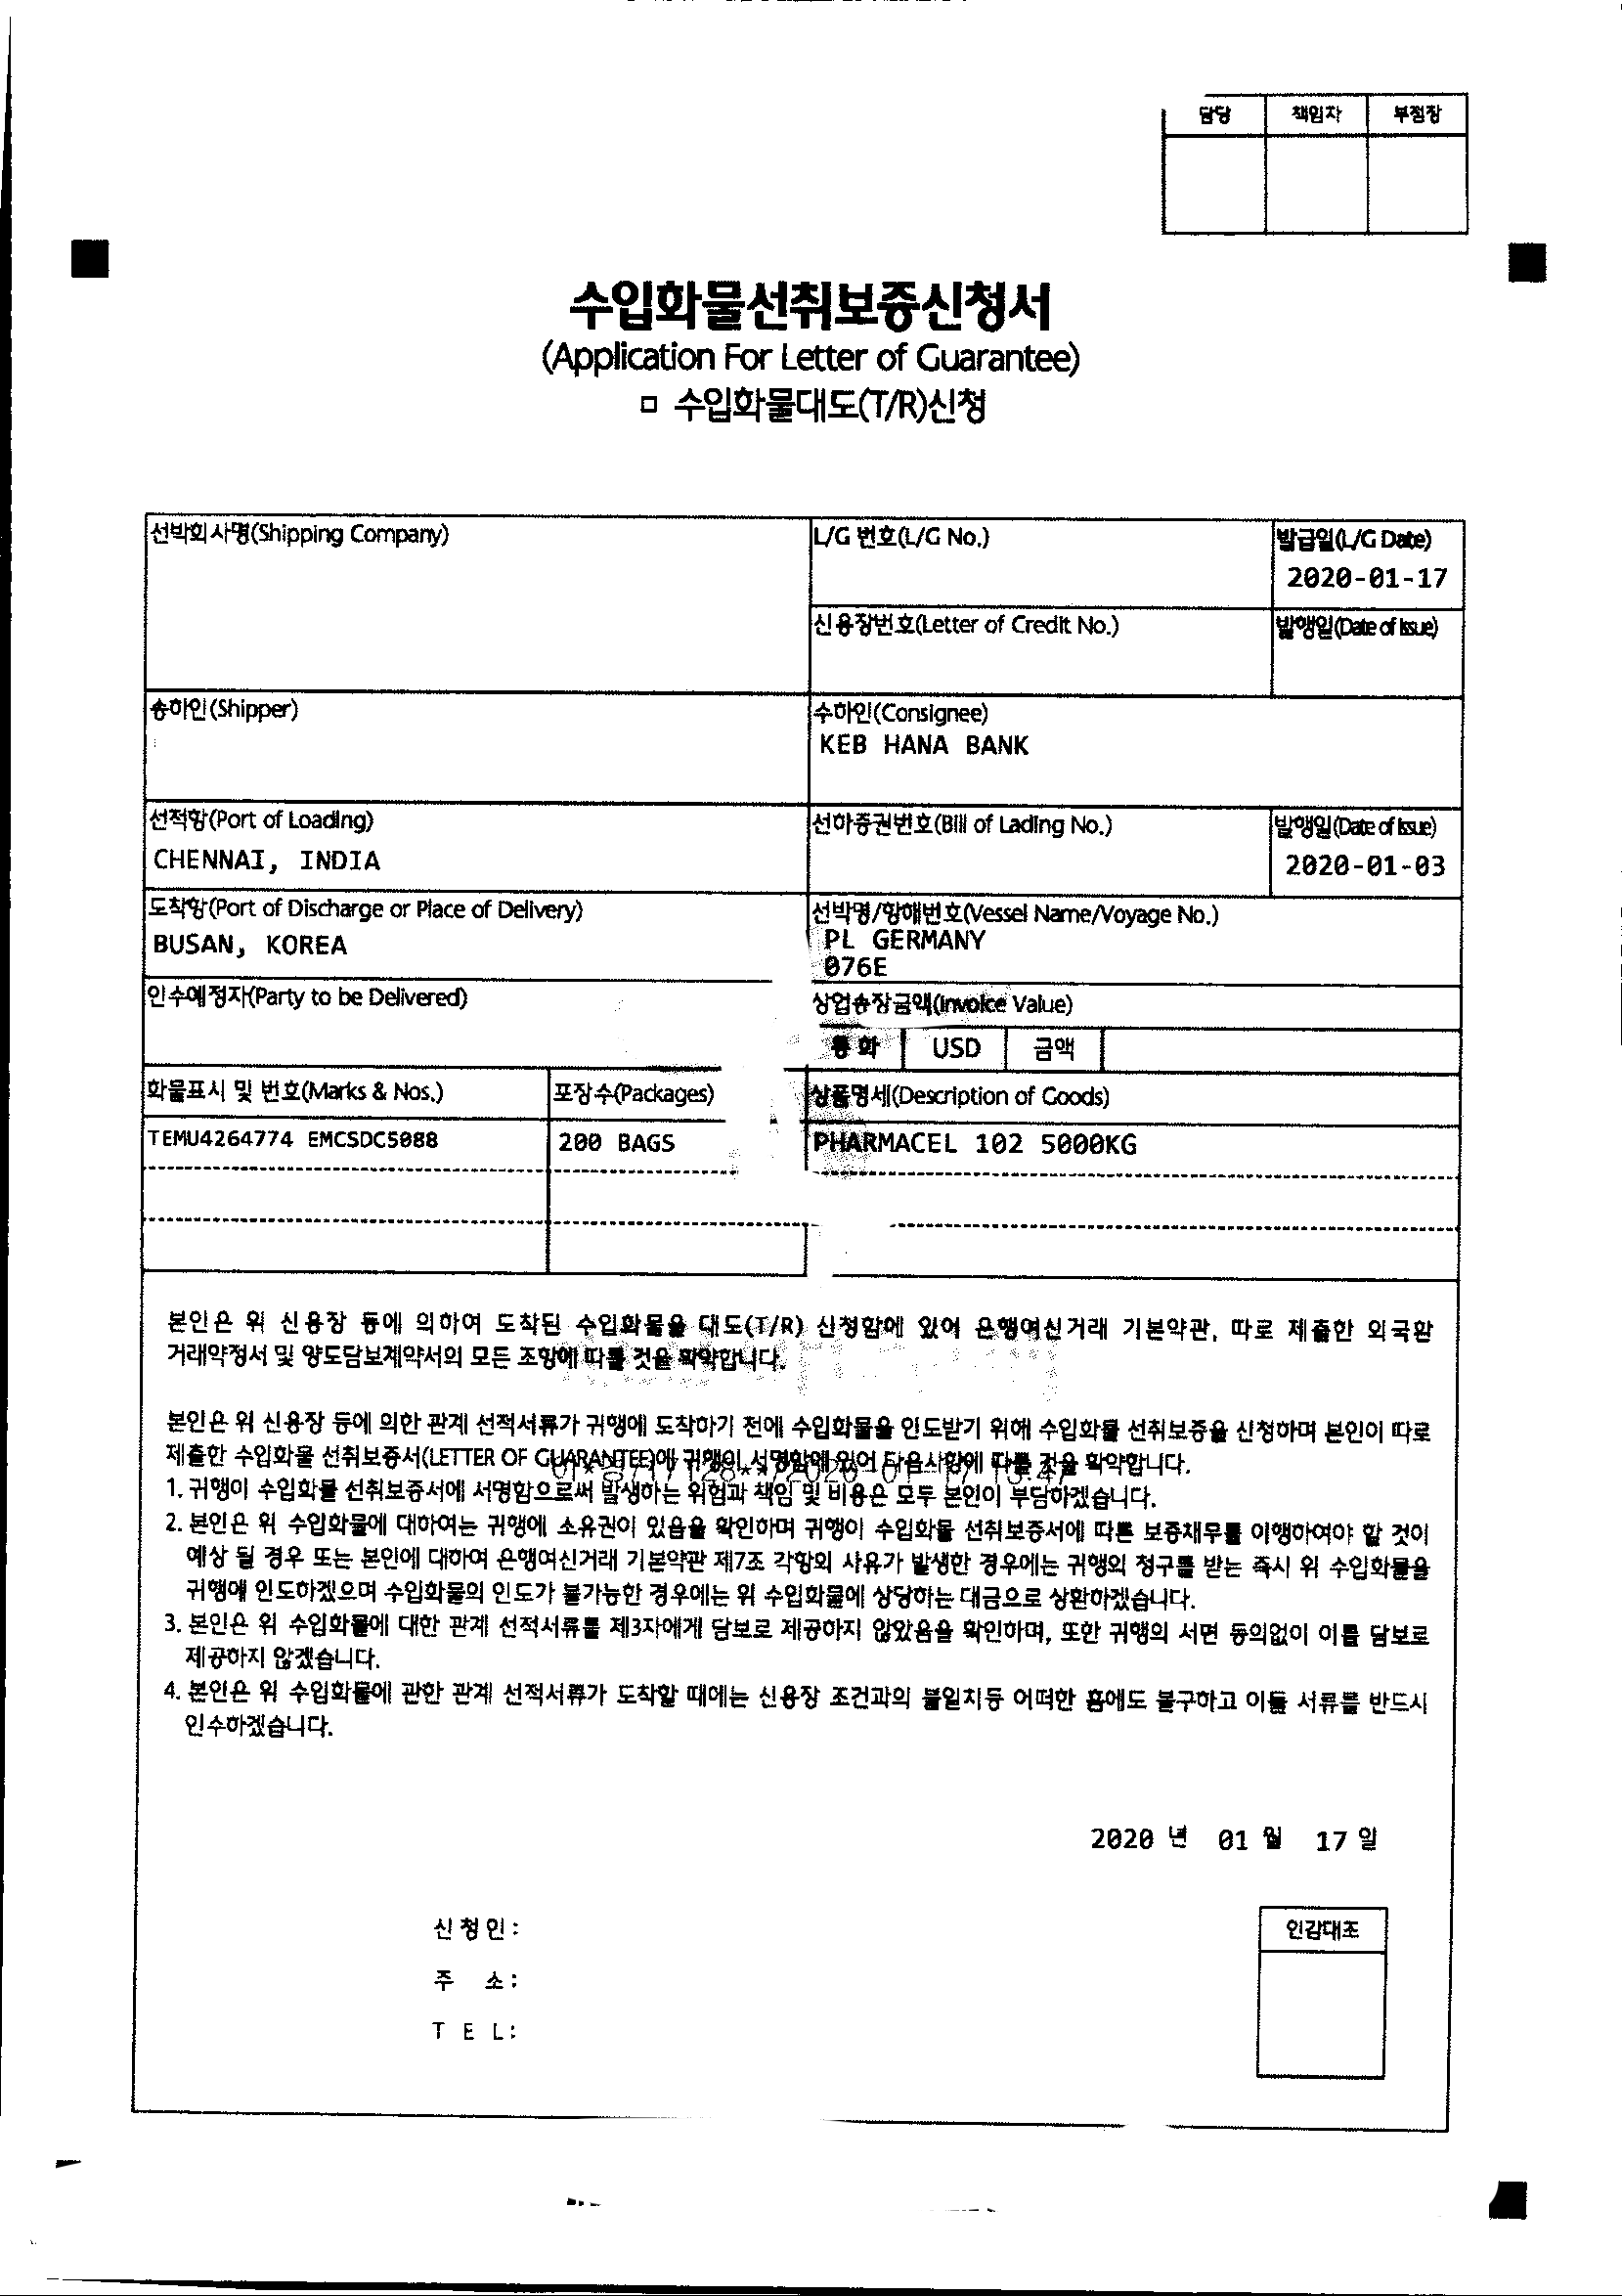 담당 책임자 부점장
수입화물선취보증신청서
(Application For Letter of Guarantee)
□ 수입화물대도(T/R)신청
선박회사명(Shipping Company)
L/G 번호(L/G No.)
발급일(L/G Date)
2020-01-17
신용장번호(Letter of Credit No.)
발행일(Date of Issue)
송하인(Shipper)
수하인(Consignee)
KEB HANA BANK
선적항(Port of Loading)
CHENNAI, INDIA
선하증권번호(Bill of Lading No.)
발행일(Date of Issue)
2020-01-03
도착항(Port of Discharge or Place of Delivery)
BUSAN, KOREA
선박명/항해번호(Vessel Name/Voyage No.)
PL GERMANY
076E
인수예정자(Party to be Delivered)
상업송장금액(Invoice Value)
통화 USD 금액
화물표시 및 번호(Marks & Nos.) 포장수(Packages) 상품명세(Description of Goods)
TEMU4264774 EMCSDC5088 200 BAGS PHARMACEL 102 5000KG
본인은 위 신용장 등에 의하여 도착된 수입화물을 대도(T/R) 신청함에 있어 은행여신거래 기본약관, 따로 제출한 외국환
거래약정서 및 양도담보계약서의 모든 조항에 따를 것을 확약합니다.
본인은 위 신용장 등에 의한 관계 선적서류가 귀행에 도착하기 전에 수입화물을 인도받기 위해 수입화물 선취보증을 신청하며 본인이 따로
제출한 수입화물 선취보증서(LETTER OF GUARANTEE)에 귀행이 서명함에 있어 다음사항에 따를 것을 확약합니다.
1. 귀행이 수입화물 선취보증서에 서명함으로써 발생하는 위험과 책임 및 비용은 모두 본인이 부담하겠습니다.
2. 본인은 위 수입화물에 대하여는 귀행에 소유권이 있음을 확인하며 귀행이 수입화물 선취보증서에 따른 보증채무를 이행하여야 할 것이
예상 될 경우 또는 본인에 대하여 은행여신거래 기본약관 제7조 각항의 사유가 발생한 경우에는 귀행의 청구를 받는 즉시 위 수입화물을
귀행에 인도하겠으며 수입화물의 인도가 불가능한 경우에는 위 수입화물에 상당하는 대금으로 상환하겠습니다.
3. 본인은 위 수입화물에 대한 관계 선적서류를 제3자에게 담보로 제공하지 않았음을 확인하며, 또한 귀행의 서면 동의없이 이를 담보로
제공하지 않겠습니다.
4. 본인은 위 수입화물에 관한 관계 선적서류가 도착할 때에는 신용장 조건과의 불일치등 어떠한 흠에도 불구하고 이들 서류를 반드시
인수하겠습니다.
2020 년 01 월 17 일
신청인:
인감대조
주 소:
T E L: